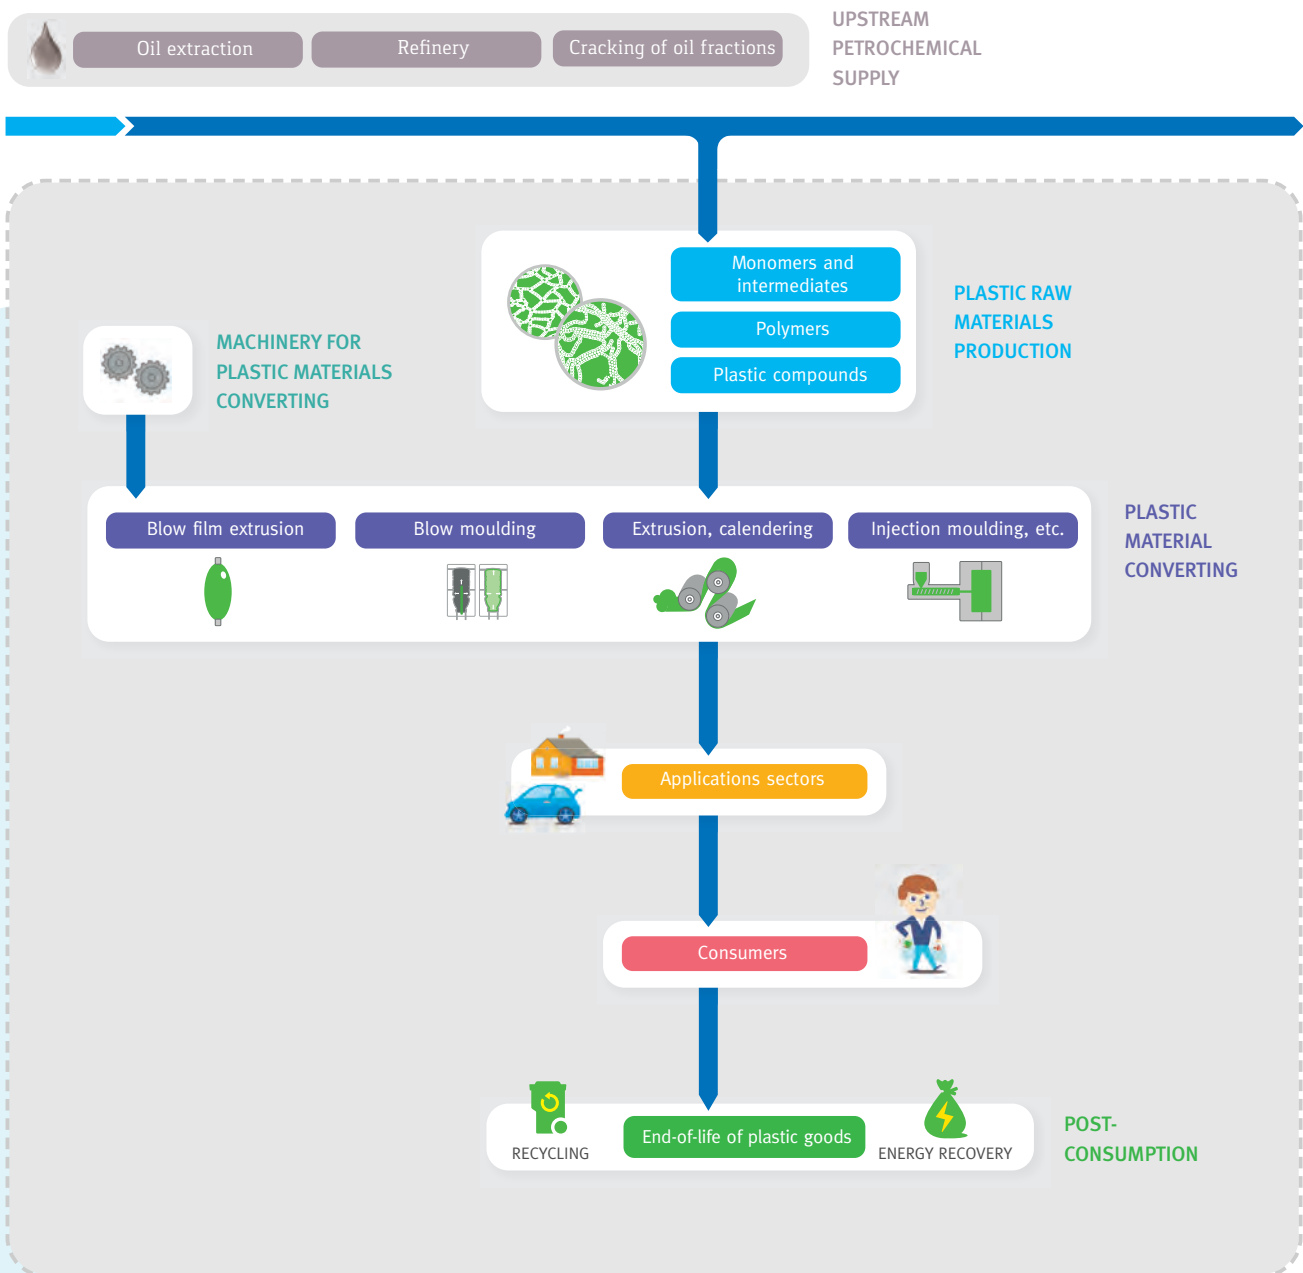 Oil extraction
Refinery
Cracking of oil fractions
UPSTREAM
PETROCHEMICAL
SUPPLY
Monomers and
intermediates
Polymers
Plastic compounds
PLASTIC RAW
MATERIALS
PRODUCTION
MACHINERY FOR
PLASTIC MATERIALS
CONVERTING
Blow film extrusion
Blow moulding
Extrusion, calendering
Injection moulding, etc.
PLASTIC
MATERIAL
CONVERTING
Applications sectors
Consumers
RECYCLING
End-of-life of plastic goods
ENERGY RECOVERY
POST-
CONSUMPTION